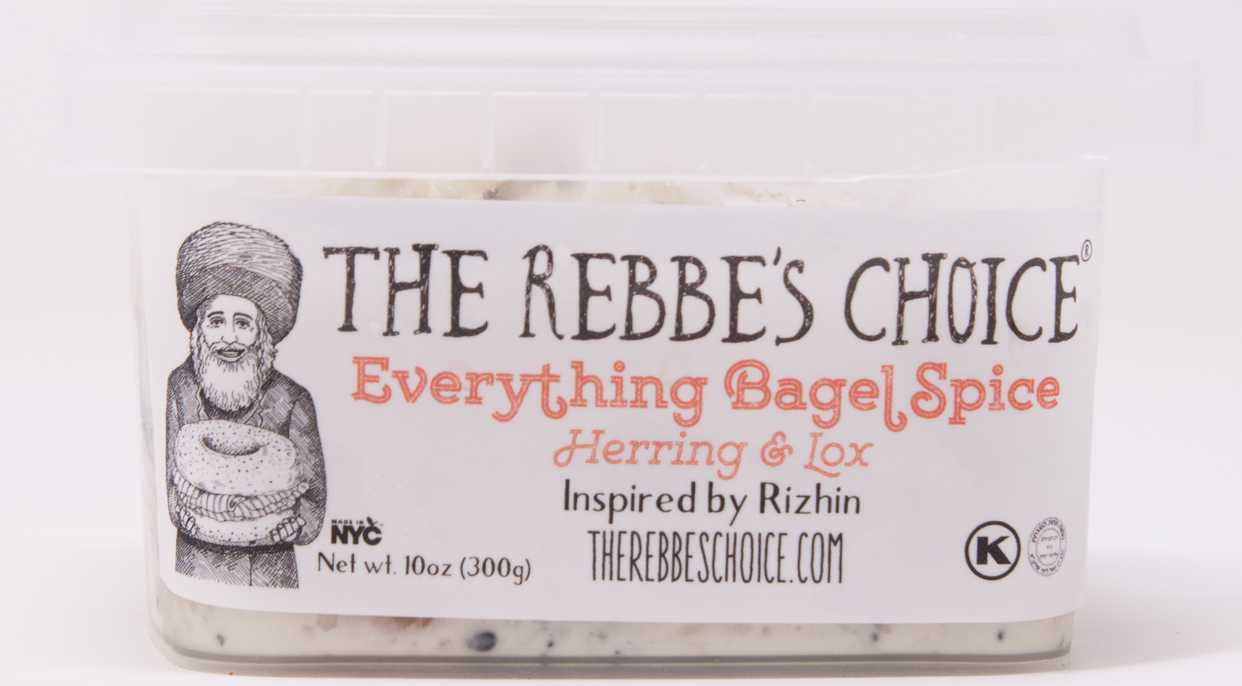 THE REBBE'S CHOICE®
Everything Bagel Spice
Herring & Lox
Inspired by Rizhin
MADE IN
NYC
Net wt. 10oz (300g)
THEREBBESCHOICE.COM
K